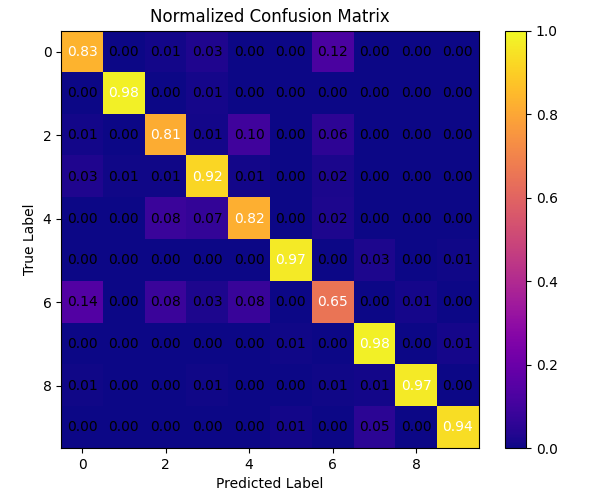 Normalized Confusion Matrix
1.0
0 0.83 0.00 0.01 0.03 0.00 0.00 0.12 0.00 0.00 0.00
0.00 0.98 0.00 0.01 0.00 0.00 0.00 0.00 0.00 0.00
0.8
2 0.01 0.00 0.81 0.01 0.10 0.00 0.06 0.00 0.00 0.00
0.03 0.01 0.01 0.92 0.01 0.00 0.02 0.00 0.00 0.00
0.6
True Label
4 0.00 0.00 0.08 0.07 0.82 0.00 0.02 0.00 0.00 0.00
0.4
0.00 0.00 0.00 0.00 0.00 0.97 0.00 0.03 0.00 0.01
6 0.14 0.00 0.08 0.03 0.08 0.00 0.65 0.00 0.01 0.00
0.00 0.00 0.00 0.00 0.00 0.01 0.00 0.98 0.00 0.01
0.2
8 0.01 0.00 0.00 0.01 0.00 0.00 0.01 0.01 0.97 0.00
0.00 0.00 0.00 0.00 0.00 0.01 0.00 0.05 0.00 0.94
0.0
0 2 4 6 8
Predicted Label